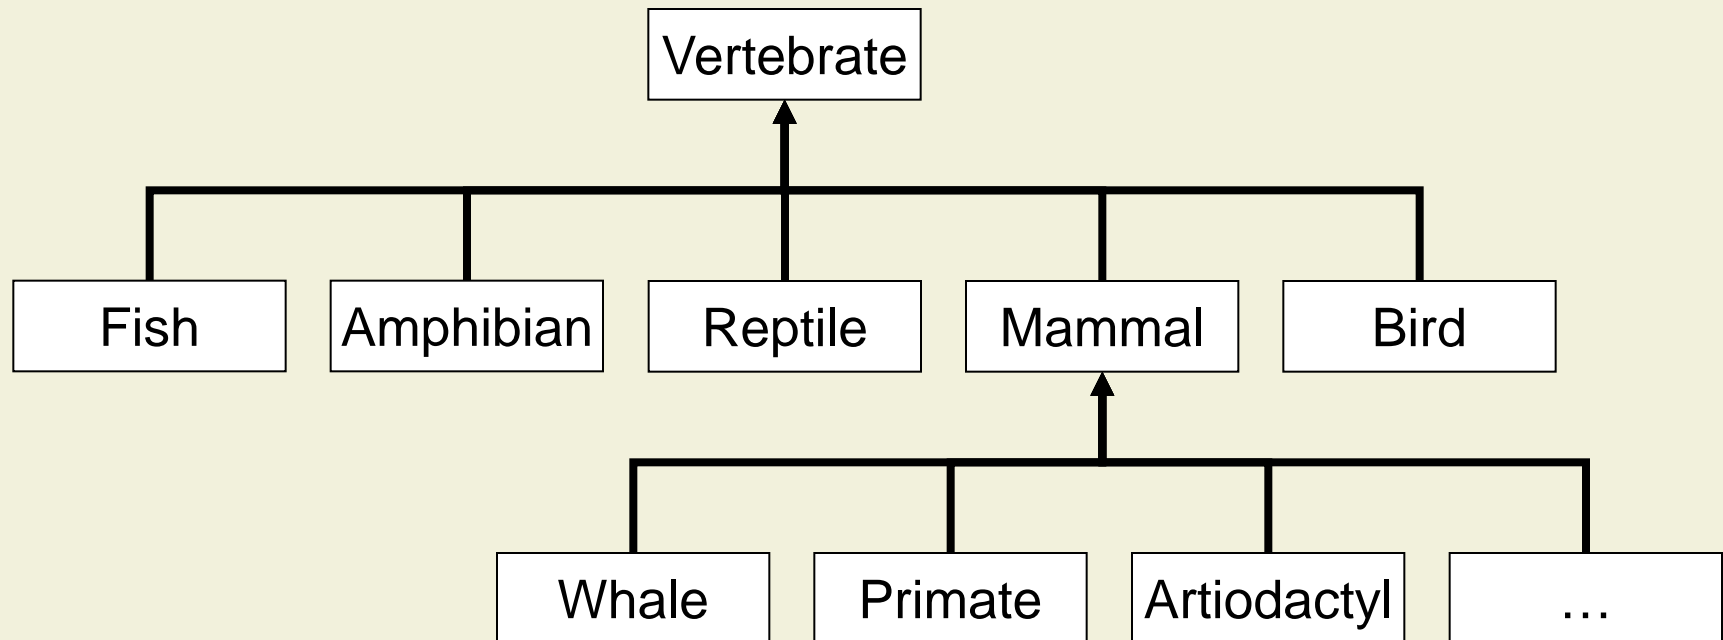 Vertebrate
Fish
Amphibian
Reptile
Mammal
Bird
Whale
Primate
Artiodactyl
…